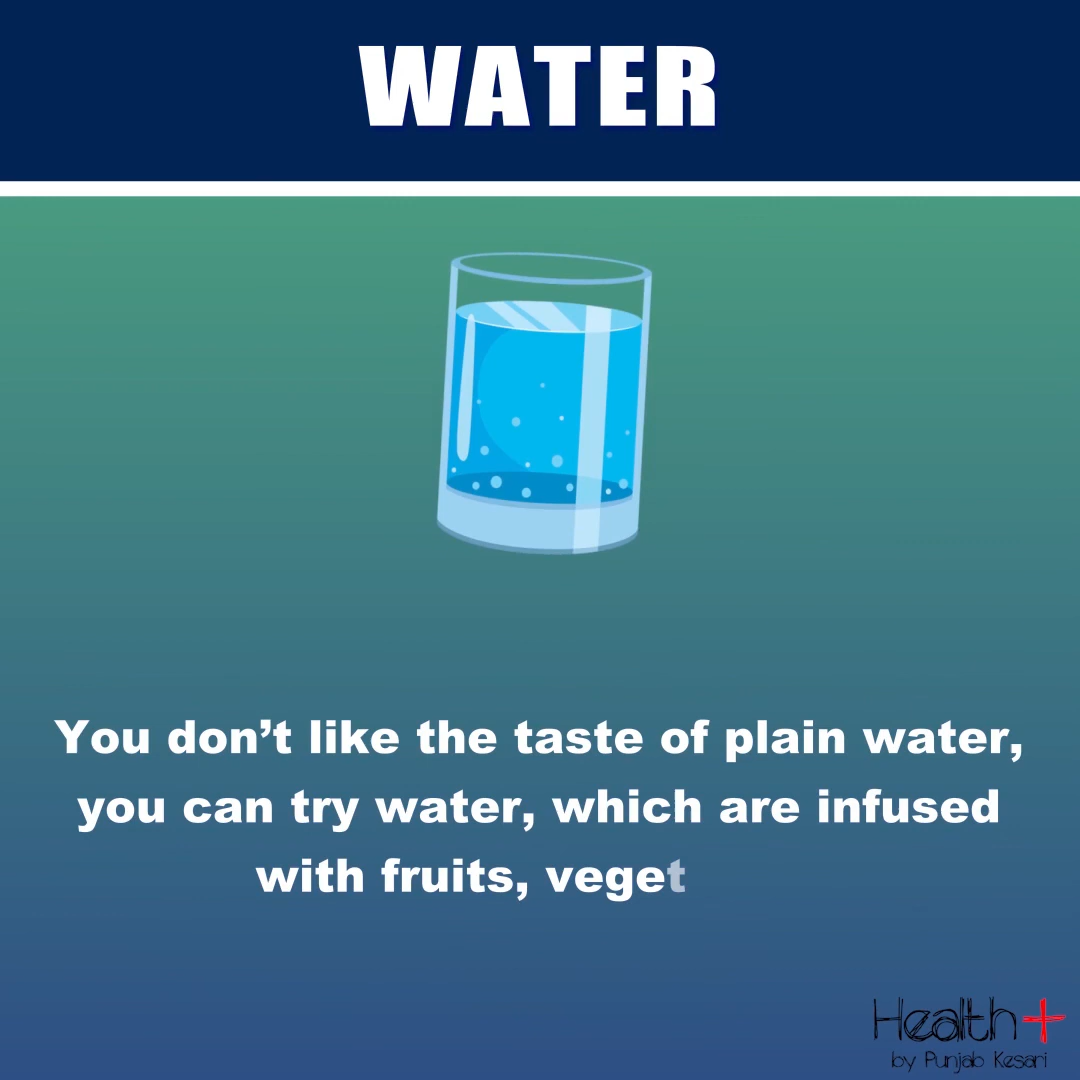 WATER
You don’t like the taste of plain water,
you can try water, which are infused
with fruits, veget
Health+
by Punjab Kesari